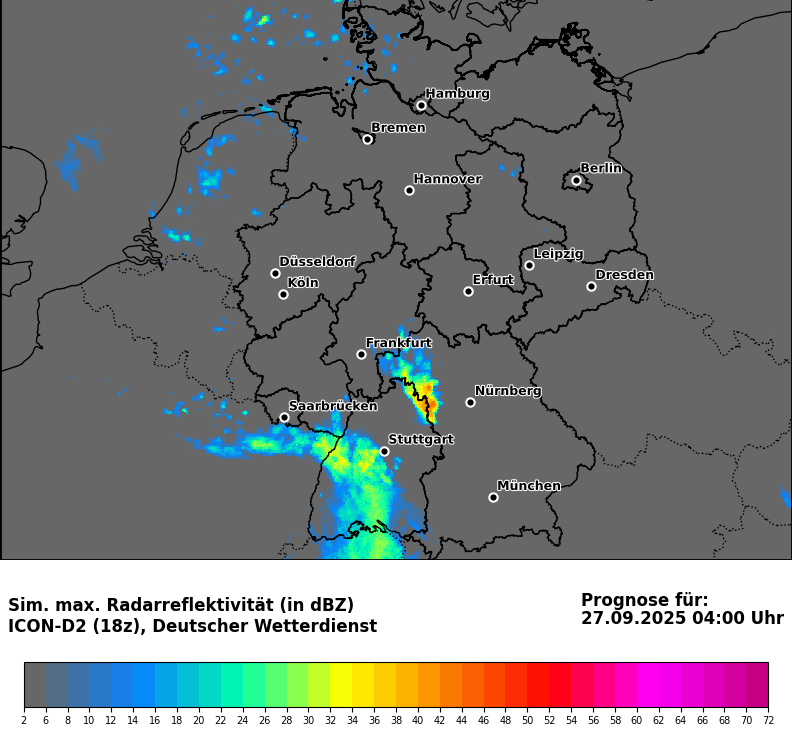 Hamburg
Bremen
Berlin
Hannover
Leipzig
Düsseldorf
Dresden
Erfurt
Köln
Frankfurt
Nürnberg
Saarbrücken
Stuttgart
München
Sim. max. Radarreflektivität (in dBZ)
ICON-D2 (18z), Deutscher Wetterdienst
Prognose für:
27.09.2025 04:00 Uhr
2 6 8 10 12 14 16 18 20 22 24 26 28 30 32 34 36 38 40 42 44 46 48 50 52 54 56 58 60 62 64 66 68 70 72